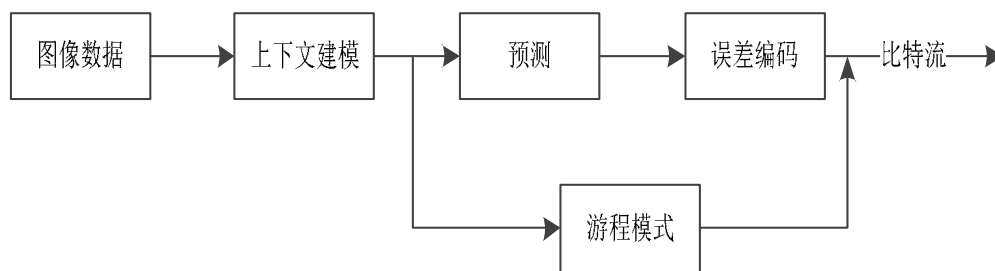 图像数据
上下文建模
预测
误差编码
比特流
游程模式